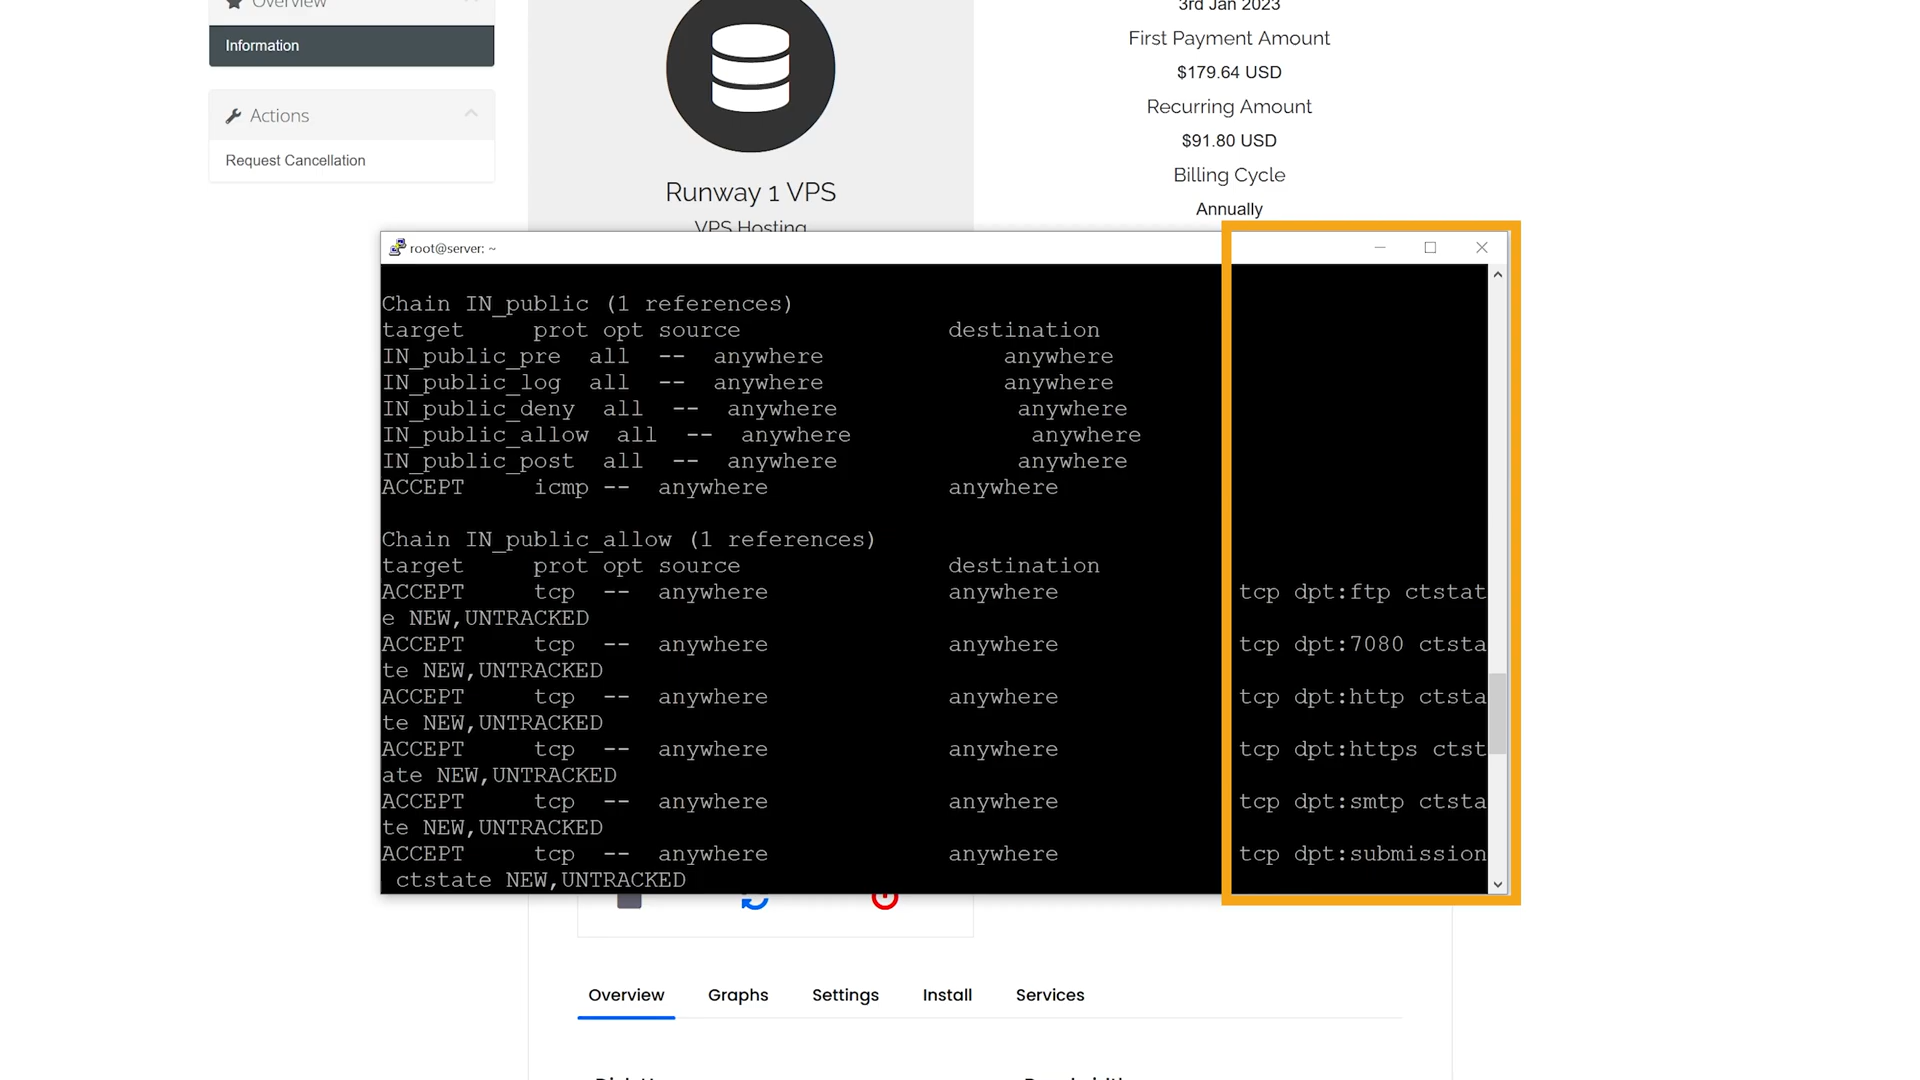 Overview
Information
Actions
Request Cancellation
Runway 1 VPS
VPS Hosting
3rd Jan 2023
First Payment Amount
$179.64 USD
Recurring Amount
$91.80 USD
Billing Cycle
Annually
root@server: ~
Chain IN_public (1 references)
target     prot opt source               destination
IN_public_pre  all  --  anywhere             anywhere
IN_public_log  all  --  anywhere             anywhere
IN_public_deny  all  --  anywhere             anywhere
IN_public_allow  all  --  anywhere             anywhere
IN_public_post  all  --  anywhere             anywhere
ACCEPT     icmp --  anywhere             anywhere
Chain IN_public_allow (1 references)
target     prot opt source               destination
ACCEPT     tcp  --  anywhere             anywhere             tcp dpt:ftp ctstat
e NEW,UNTRACKED
ACCEPT     tcp  --  anywhere             anywhere             tcp dpt:7080 ctsta
te NEW,UNTRACKED
ACCEPT     tcp  --  anywhere             anywhere             tcp dpt:http ctsta
te NEW,UNTRACKED
ACCEPT     tcp  --  anywhere             anywhere             tcp dpt:https ctst
ate NEW,UNTRACKED
ACCEPT     tcp  --  anywhere             anywhere             tcp dpt:smtp ctsta
te NEW,UNTRACKED
ACCEPT     tcp  --  anywhere             anywhere             tcp dpt:submission
 ctstate NEW,UNTRACKED
Overview Graphs Settings Install Services